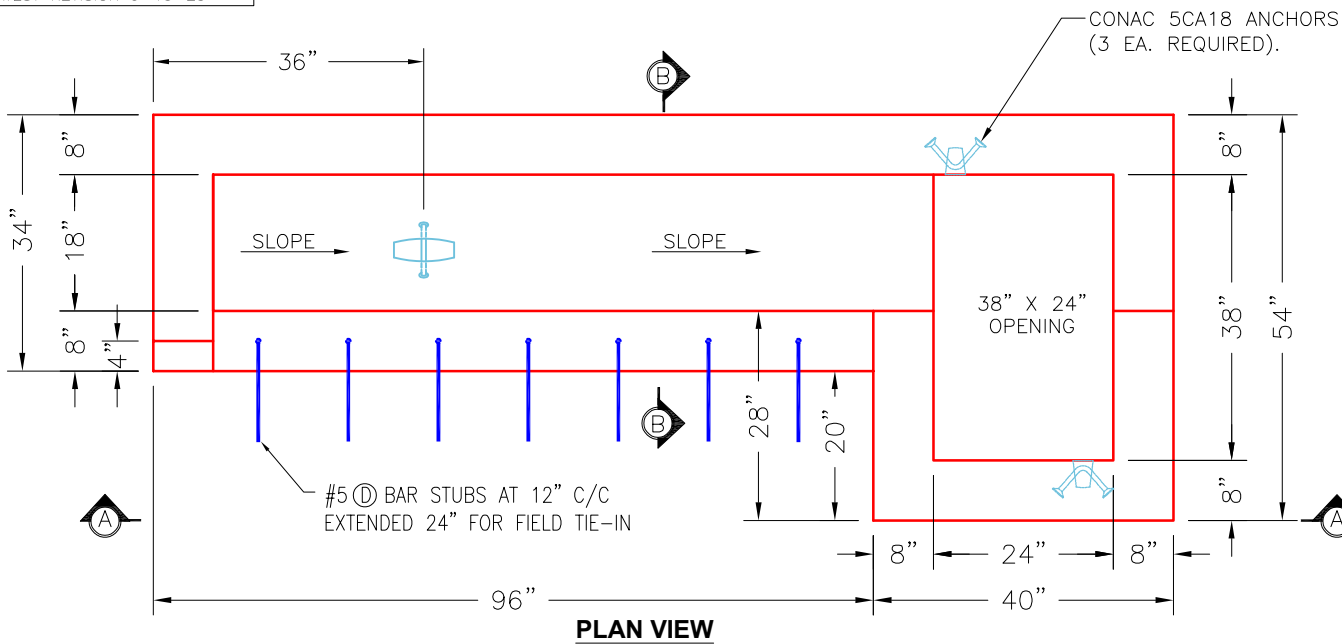 CONAC 5CA18 ANCHORS
(3 EA. REQUIRED).
36”
B
8”
8”
34”
18”
SLOPE
SLOPE
38” X 24”
OPENING
38”
54”
8”
4”
28”
20”
B
8”
#5 D BAR STUBS AT 12” C/C
EXTENDED 24” FOR FIELD TIE-IN
A
A
8”
24”
8”
96”
40”
PLAN VIEW